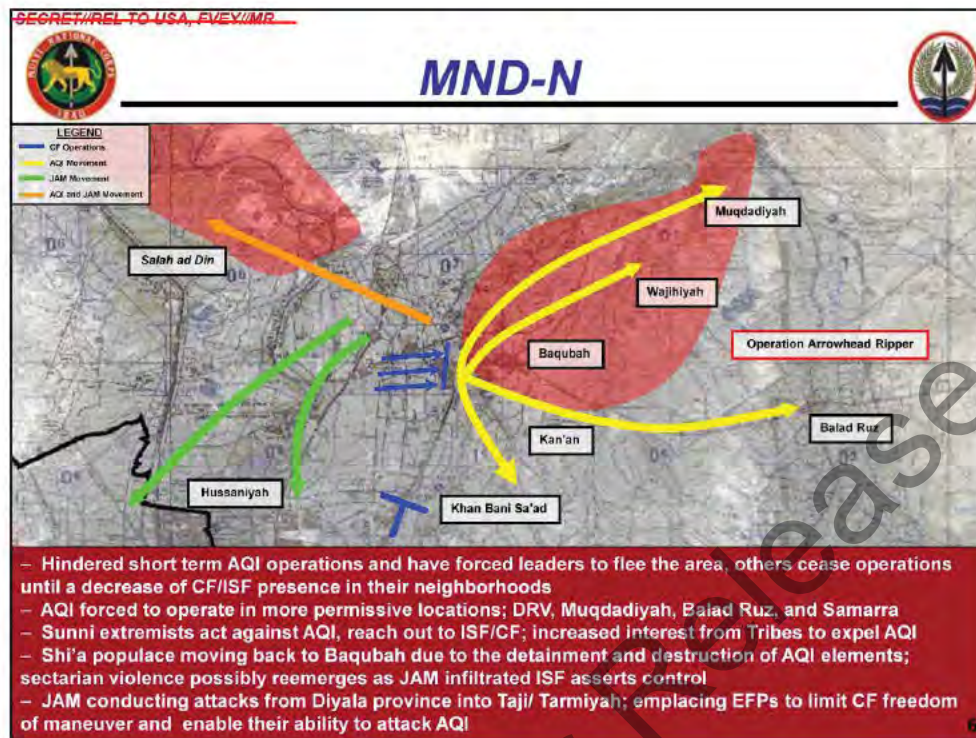 SECRET//REL TO USA, FVEY//MR
MULTI NATIONAL CORPS
IRAQ
MND-N
LEGEND
CF Operations
AQI Movement
JAM Movement
AQI and JAM Movement
Muqdadiyah
Salah ad Din
Wajihiyah
Operation Arrowhead Ripper
Baqubah
Balad Ruz
Kan'an
Hussaniyah
Khan Bani Sa'ad
– Hindered short term AQI operations and have forced leaders to flee the area, others cease operations
until a decrease of CF/ISF presence in their neighborhoods
– AQI forced to operate in more permissive locations; DRV, Muqdadiyah, Balad Ruz, and Samarra
– Sunni extremists act against AQI, reach out to ISF/CF; increased interest from Tribes to expel AQI
– Shi'a populace moving back to Baqubah due to the detainment and destruction of AQI elements;
sectarian violence possibly reemerges as JAM infiltrated ISF asserts control
– JAM conducting attacks from Diyala province into Taji/ Tarmiyah; emplacing EFPs to limit CF freedom
of maneuver and enable their ability to attack AQI
6
Release